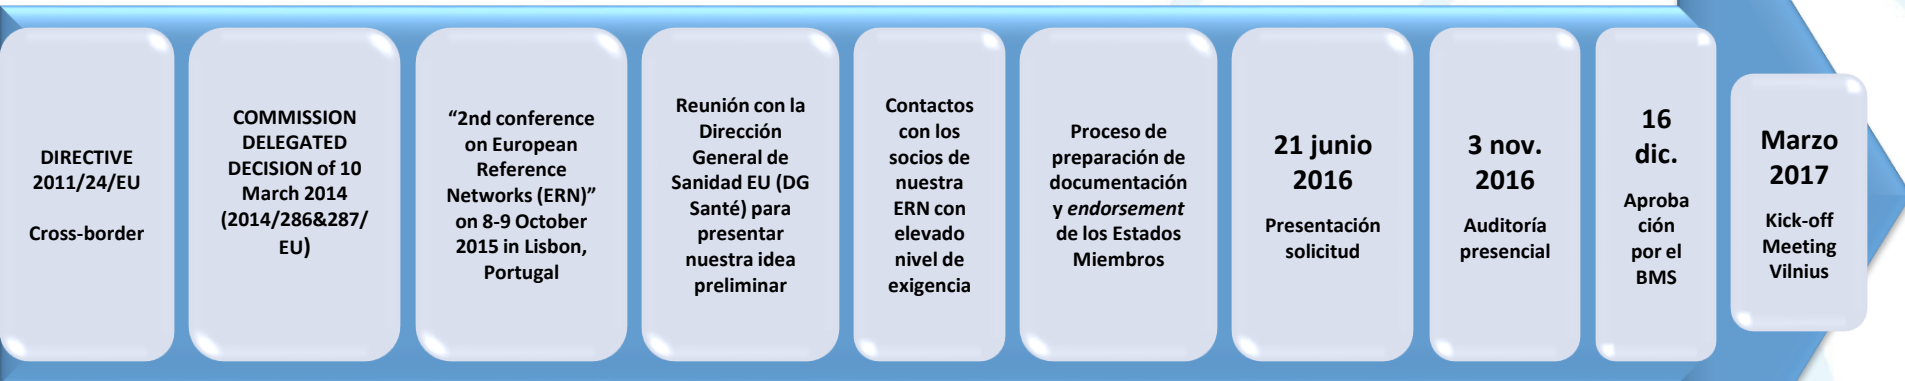 DIRECTIVE
2011/24/EU
Cross-border
COMMISSION
DELEGATED
DECISION of 10
March 2014
(2014/286&287/
EU)
“2nd conference
on European
Reference
Networks (ERN)”
on 8-9 October
2015 in Lisbon,
Portugal
Reunión con la
Dirección
General de
Sanidad EU (DG
Santé) para
presentar
nuestra idea
preliminar
Contactos
con los
socios de
nuestra
ERN con
elevado
nivel de
exigencia
Proceso de
preparación de
documentación
y endorsement
de los Estados
Miembros
21 junio
2016
Presentación
solicitud
3 nov.
2016
Auditoría
presencial
16
dic.
Aproba
ción
por el
BMS
Marzo
2017
Kick-off
Meeting
Vilnius